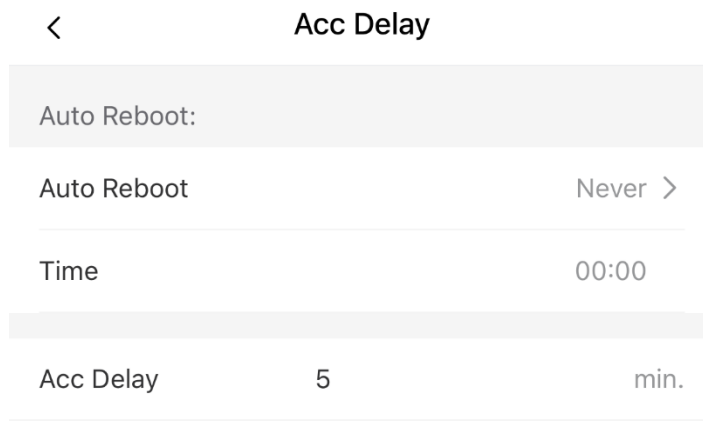 Acc Delay
Auto Reboot:
Auto Reboot Never
Time 00:00
Acc Delay 5 min.